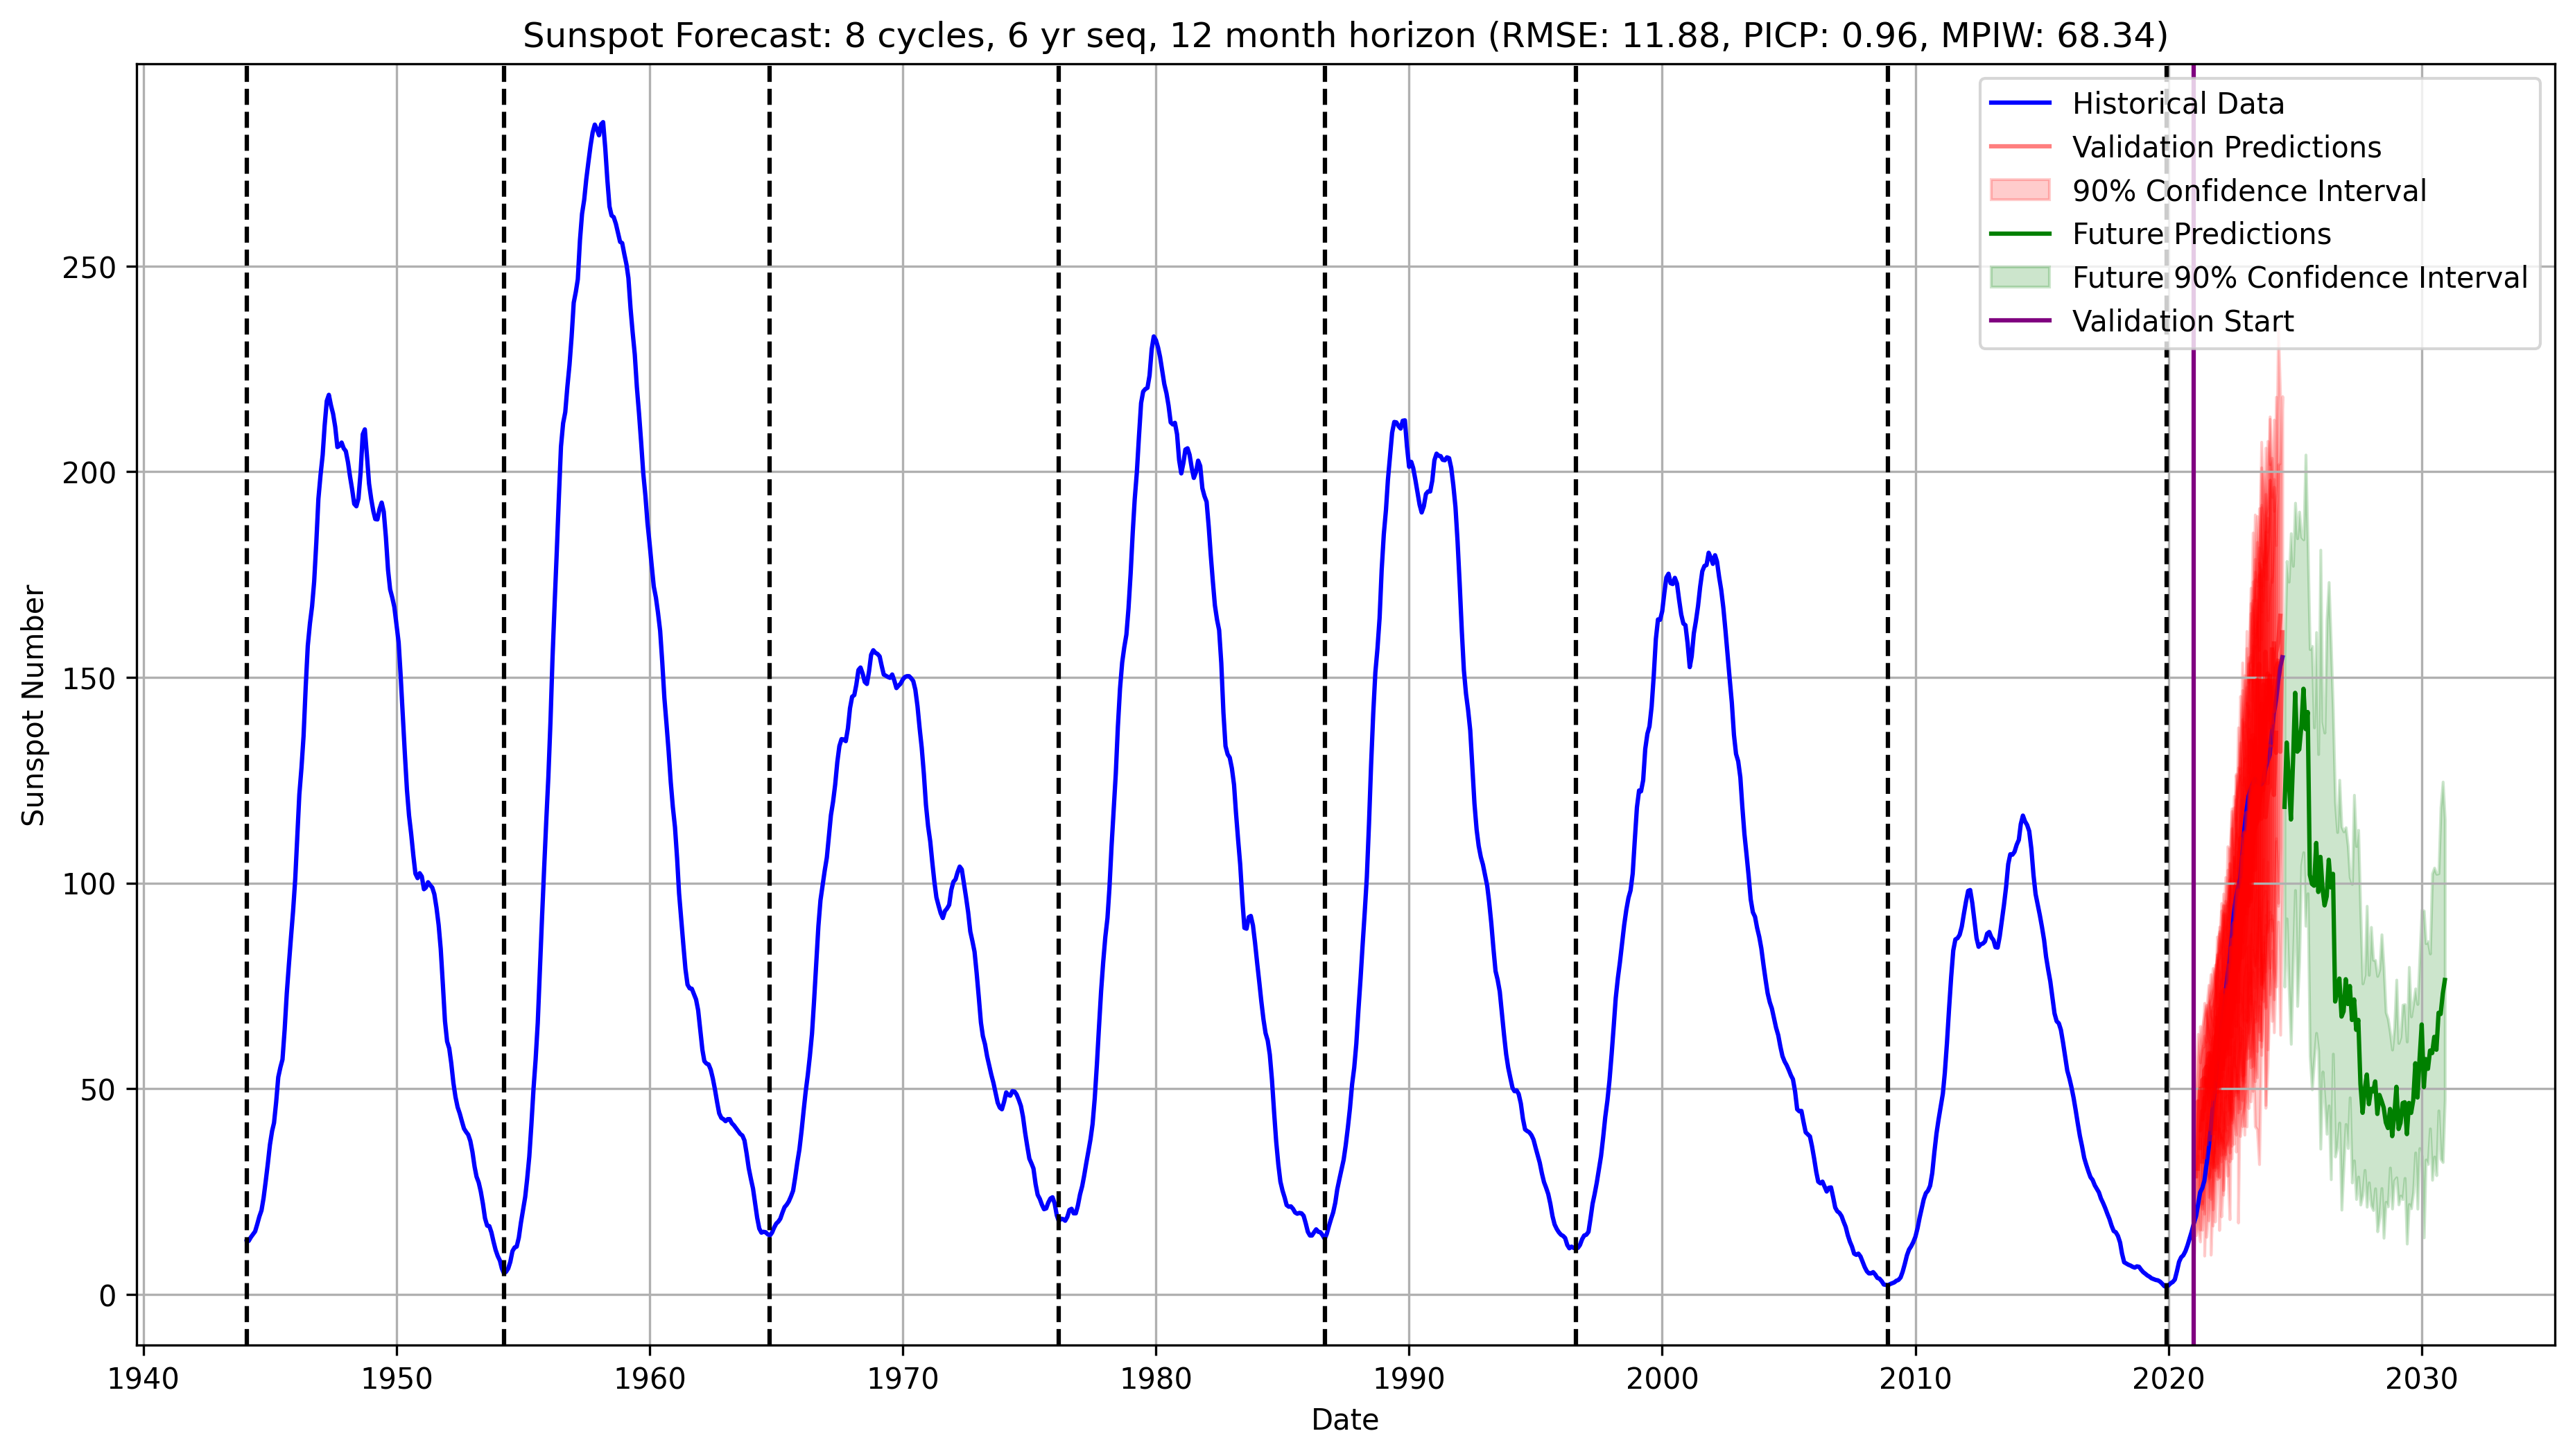 Sunspot Forecast: 8 cycles, 6 yr seq, 12 month horizon (RMSE: 11.88, PICP: 0.96, MPIW: 68.34)
Historical Data
Validation Predictions
90% Confidence Interval
Future Predictions
Future 90% Confidence Interval
Validation Start
Sunspot Number
250
200
150
100
50
0
1940 1950 1960 1970 1980 1990 2000 2010 2020 2030
Date